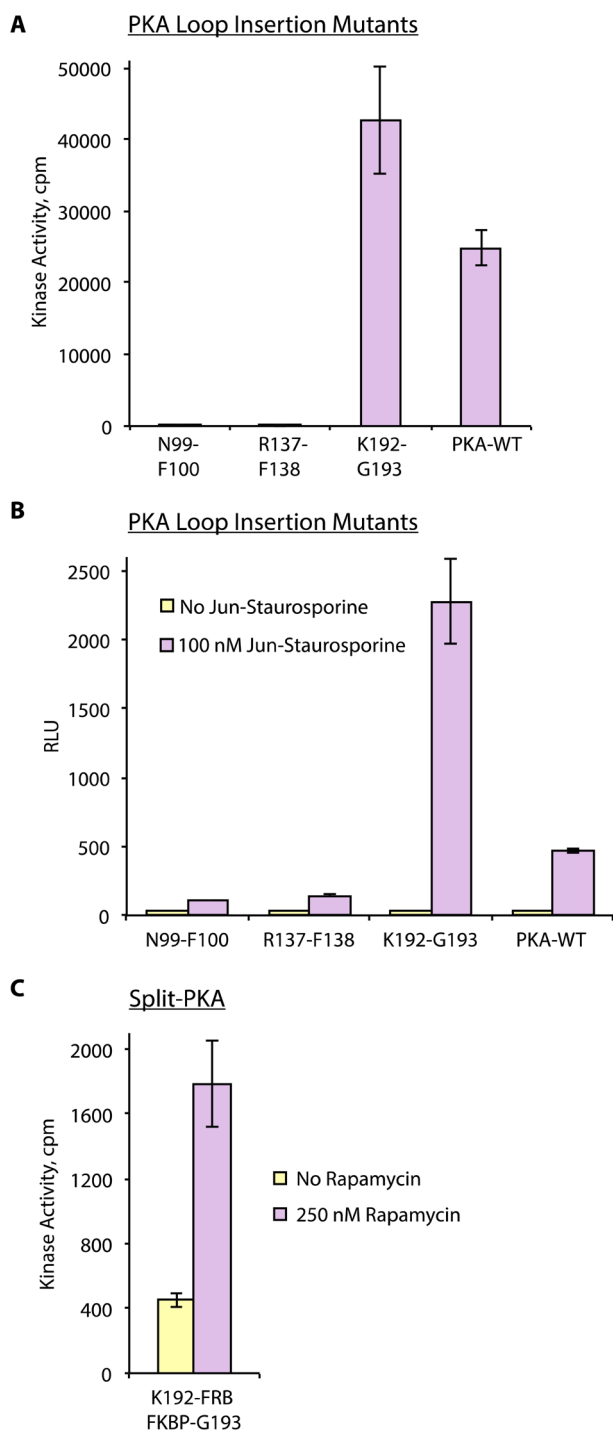 A
PKA Loop Insertion Mutants
Kinase Activity, cpm
50000
40000
30000
20000
10000
0
N99-
F100
R137-
F138
K192-
G193
PKA-WT
B
PKA Loop Insertion Mutants
RLU
2500
2000
1500
1000
500
0
No Jun-Staurosporine
100 nM Jun-Staurosporine
N99-F100
R137-F138
K192-G193
PKA-WT
C
Split-PKA
Kinase Activity, cpm
2000
1600
1200
800
400
0
No Rapamycin
250 nM Rapamycin
K192-FRB
FKBP-G193